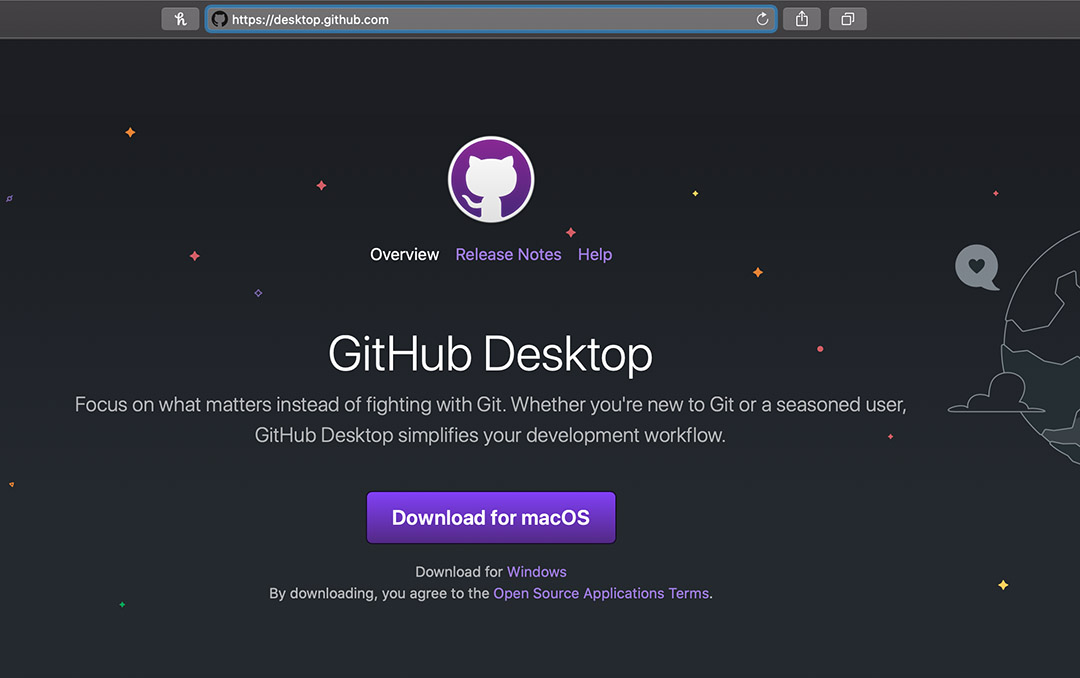 https://desktop.github.com
Overview Release Notes Help
GitHub Desktop
Focus on what matters instead of fighting with Git. Whether you're new to Git or a seasoned user,
GitHub Desktop simplifies your development workflow.
Download for macOS
Download for Windows
By downloading, you agree to the Open Source Applications Terms.